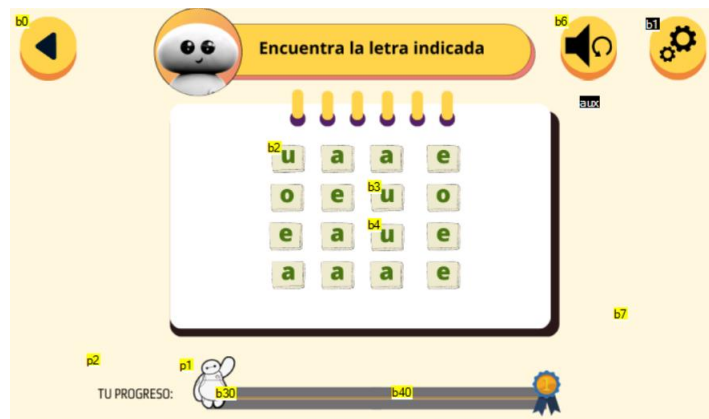 b0
b6
b1
Encuentra la letra indicada
aux
b2
u a a e
b3
o e u o
b4
e a u e
a a a e
b7
p2
p1
TU PROGRESO:
b30
b40